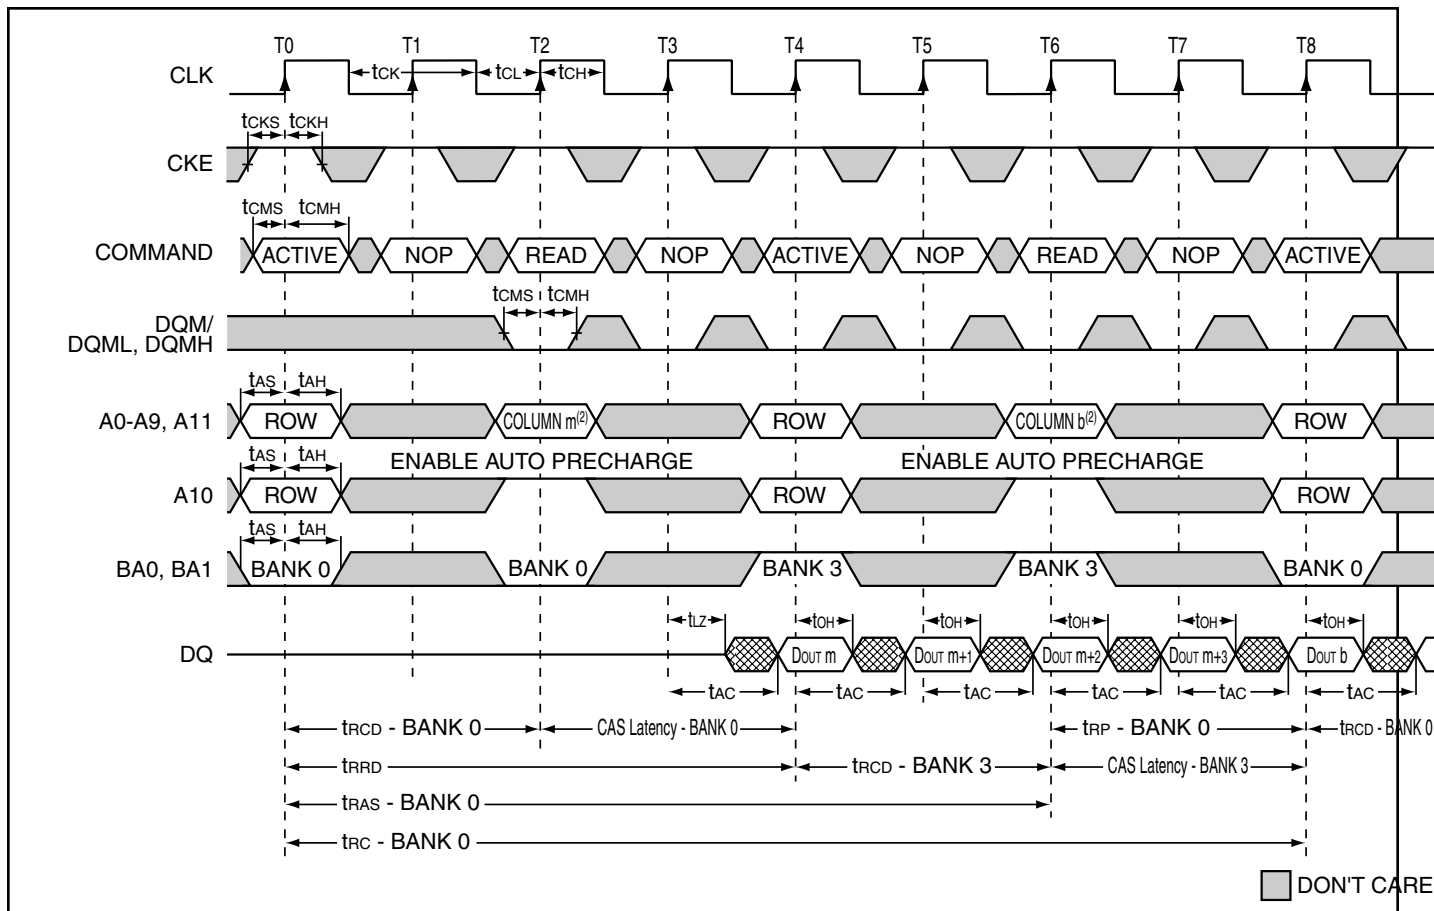 T0 T1 T2 T3 T4 T5 T6 T7 T8
CLK
tCK tCL tCH
tCKS tCKH
CKE
tCMS tCMH
COMMAND ACTIVE NOP READ NOP ACTIVE NOP READ NOP ACTIVE
tCMS tCMH
DQM/
DQML, DQMH
tAS tAH
A0-A9, A11 ROW COLUMN m(2) ROW COLUMN b(2) ROW
tAS tAH ENABLE AUTO PRECHARGE ENABLE AUTO PRECHARGE
A10 ROW ROW ROW
tAS tAH
BA0, BA1 BANK 0 BANK 0 BANK 3 BANK 3 BANK 0
tLZ tOH tOH tOH tOH tOH
DQ DOUT m DOUT m+1 DOUT m+2 DOUT m+3 DOUT b
tAC tAC tAC tAC tAC tAC
tRCD - BANK 0 CAS Latency - BANK 0 tRP - BANK 0 tRCD - BANK 0
tRRD tRCD - BANK 3 CAS Latency - BANK 3
tRAS - BANK 0
tRC - BANK 0
DON'T CARE